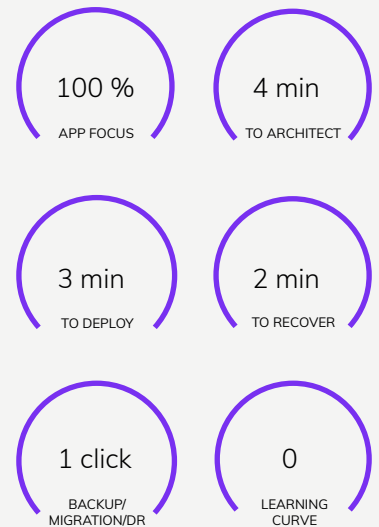 100 %
APP FOCUS
4 min
TO ARCHITECT
3 min
TO DEPLOY
2 min
TO RECOVER
1 click
BACKUP/
MIGRATION/DR
0
LEARNING
CURVE